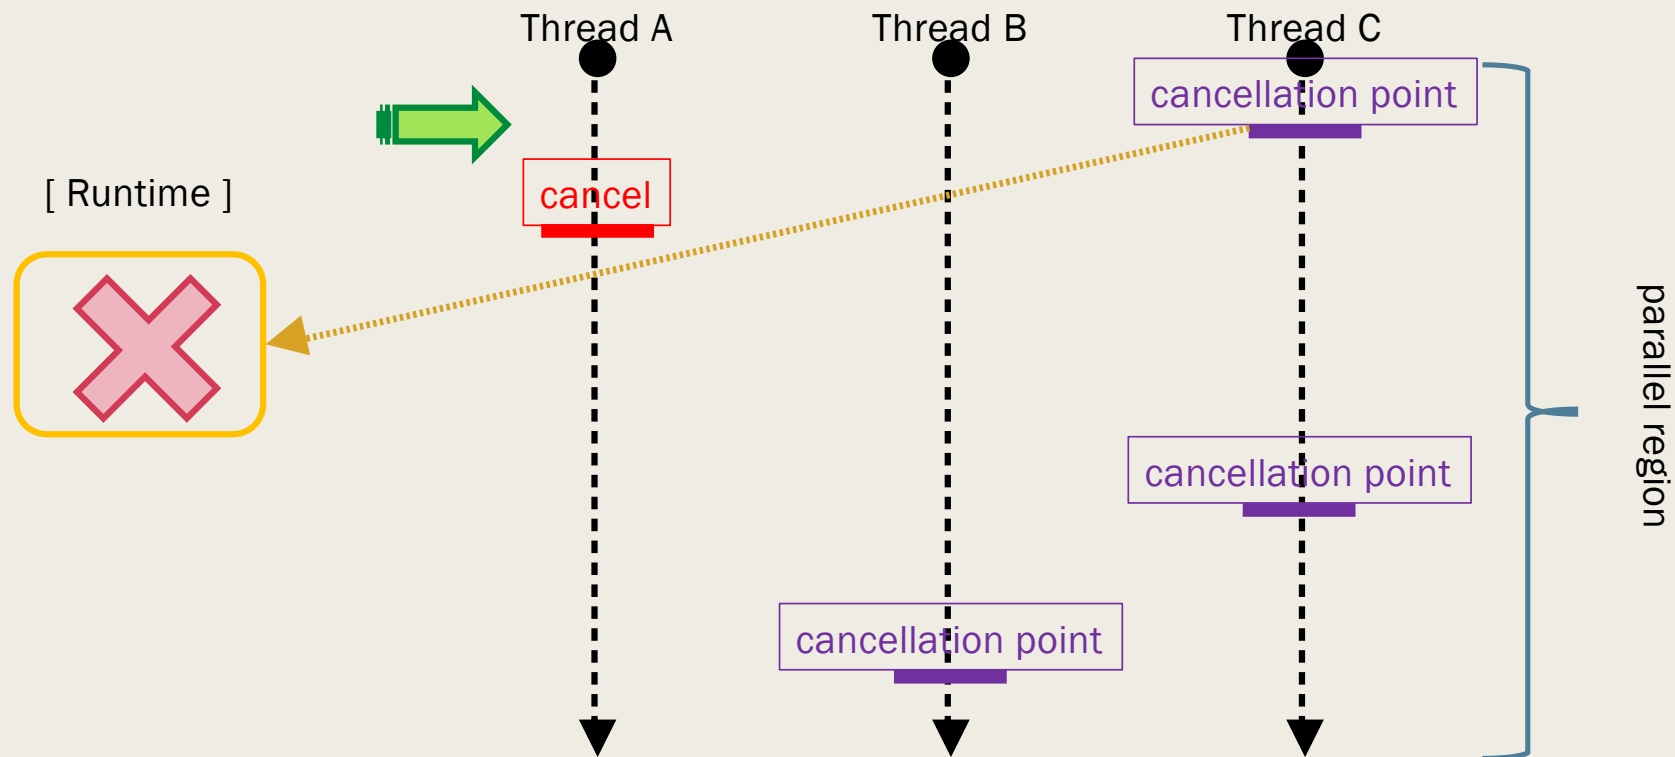 Thread A
Thread B
Thread C
cancellation point
[ Runtime ]
cancel
parallel region
cancellation point
cancellation point